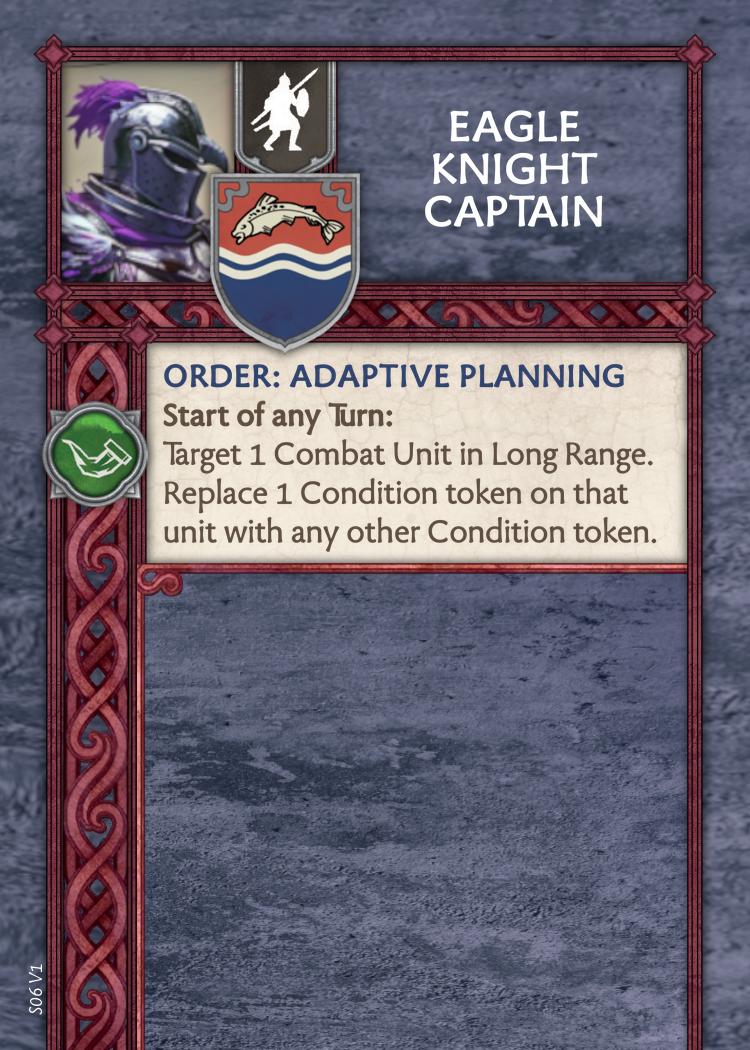 EAGLE
KNIGHT
CAPTAIN
ORDER: ADAPTIVE PLANNING
Start of any Turn:
Target 1 Combat Unit in Long Range.
Replace 1 Condition token on that
unit with any other Condition token.
S06 V1